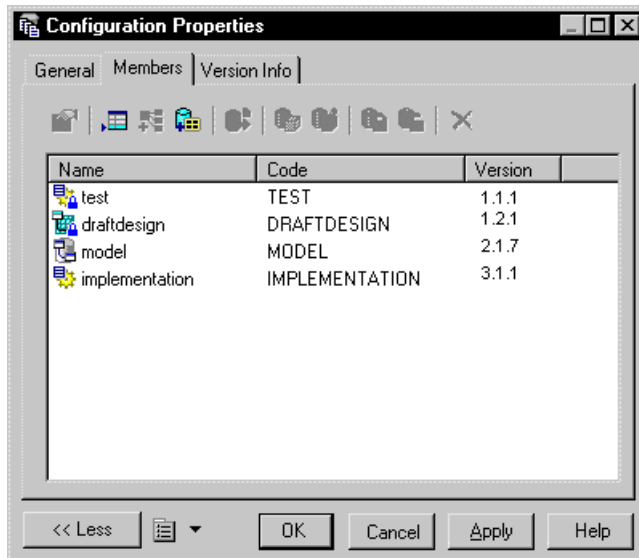 Configuration Properties
General Members Version Info
Name Code Version
test TEST 1.1.1
draftdesign DRAFTDESIGN 1.2.1
model MODEL 2.1.7
implementation IMPLEMENTATION 3.1.1
<< Less OK Cancel Apply Help